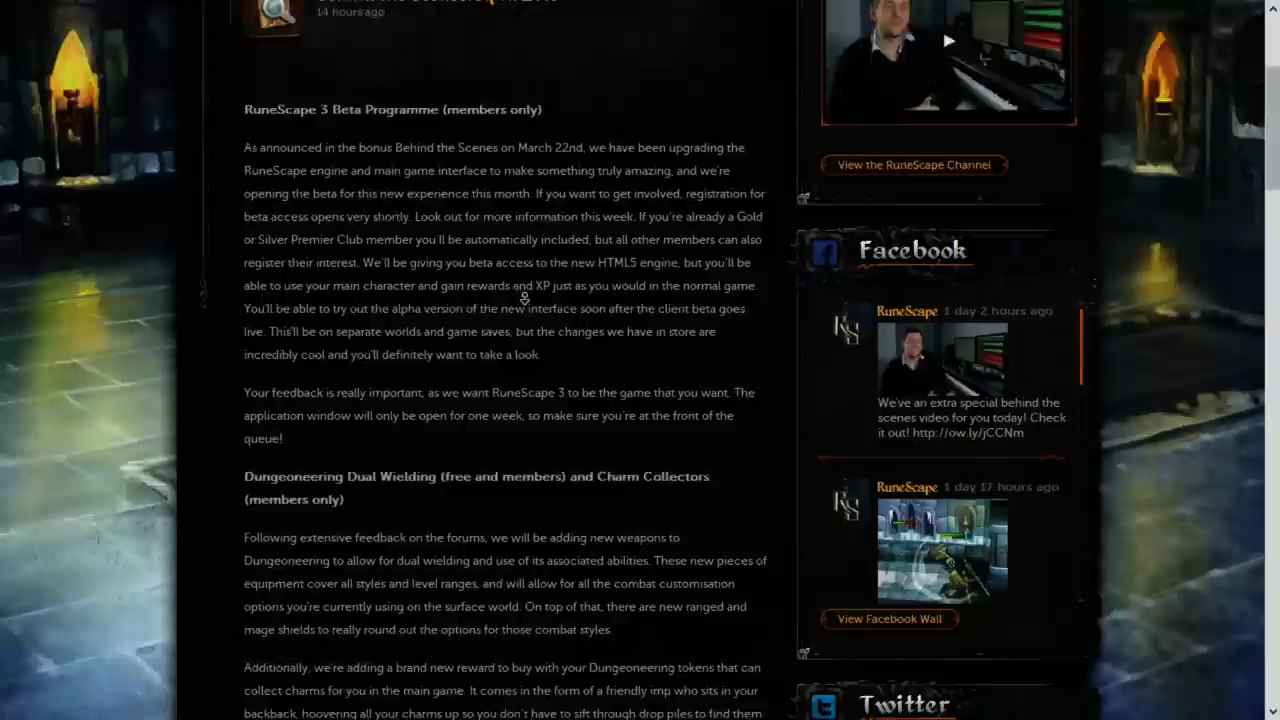 14 hours ago
RuneScape 3 Beta Programme (members only)
As announced in the bonus Behind the Scenes on March 22nd, we have been upgrading the
RuneScape engine and main game interface to make something truly amazing, and we're
opening the beta for this new experience this month. If you want to get involved, registration for
beta access opens very shortly. Look out for more information this week. If you're already a Gold
or Silver Premier Club member you'll be automatically included, but all other members can also
register their interest. We'll be giving you beta access to the new HTML5 engine, but you'll be
able to use your main character and gain rewards and XP just as you would in the normal game.
You'll be able to try out the alpha version of the new interface soon after the client beta goes
live. This'll be on separate worlds and game saves, but the changes we have in store are
incredibly cool and you'll definitely want to take a look.
Your feedback is really important, as we want RuneScape 3 to be the game that you want. The
application window will only be open for one week, so make sure you're at the front of the
queue!
Dungeoneering Dual Wielding (free and members) and Charm Collectors
(members only)
Following extensive feedback on the forums, we will be adding new weapons to
Dungeoneering to allow for dual wielding and use of its associated abilities. These new pieces of
equipment cover all styles and level ranges, and will allow for all the combat customisation
options you're currently using on the surface world. On top of that, there are new ranged and
mage shields to really round out the options for those combat styles.
Additionally, we're adding a brand new reward to buy with your Dungeoneering tokens that can
collect charms for you in the main game. It comes in the form of a friendly imp who sits in your
backpack, hoovering all your charms up so you don't have to sift through drop piles to find them
View the RuneScape Channel
Facebook
RuneScape 1 day 2 hours ago
We've an extra special behind the
scenes video for you today! Check
it out! http://ow.ly/jCCNm
RuneScape 1 day 17 hours ago
View Facebook Wall
Twitter